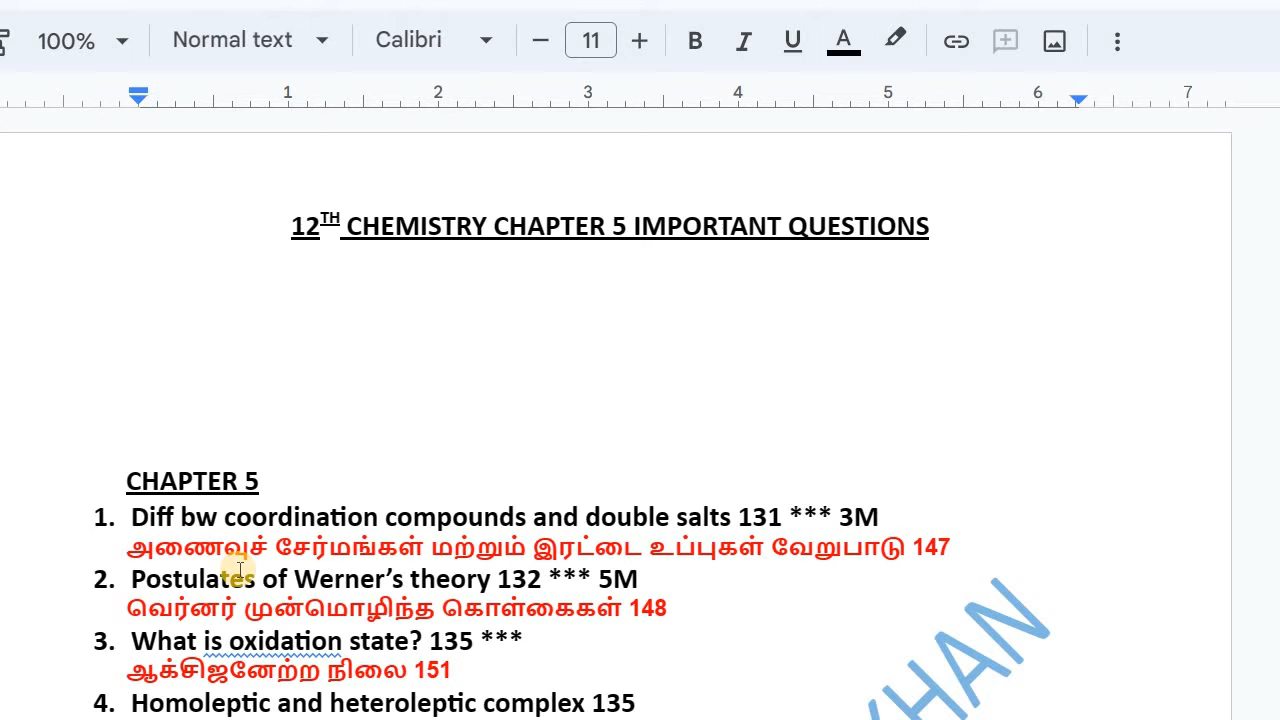 100% Normal text Calibri − 11 + B I U A
1 2 3 4 5 6 7
12TH CHEMISTRY CHAPTER 5 IMPORTANT QUESTIONS
CHAPTER 5
1. Diff bw coordination compounds and double salts 131 *** 3M
அணைவுச் சேர்மங்கள் மற்றும் இரட்டை உப்புகள் வேறுபாடு 147
2. Postulates of Werner’s theory 132 *** 5M
வெர்னர் முன்மொழிந்த கொள்கைகள் 148
3. What is oxidation state? 135 ***
ஆக்சிஜனேற்ற நிலை 151
4. Homoleptic and heteroleptic complex 135
KHAN